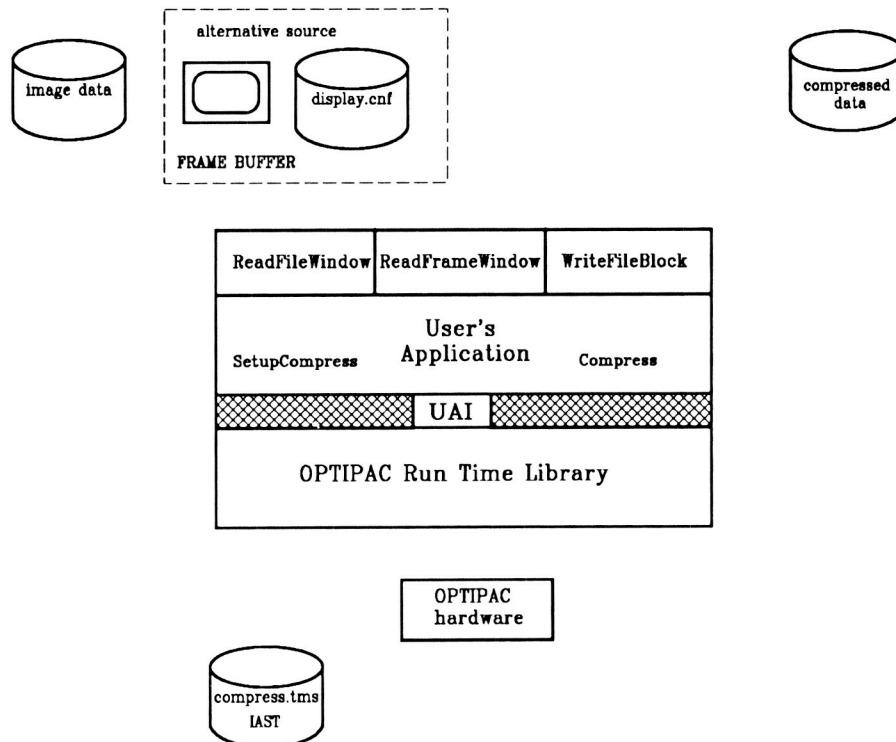 alternative source
image data
display.cnf
compressed
data
FRAME BUFFER
ReadFileWindow ReadFrameWindow WriteFileBlock
User's
Application
SetupCompress
Compress
UAI
OPTIPAC Run Time Library
OPTIPAC
hardware
compress.tms
IAST